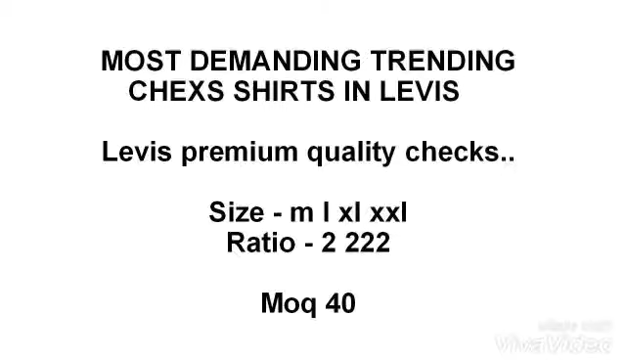 MOST DEMANDING TRENDING
CHEXS SHIRTS IN LEVIS
Levis premium quality checks..
Size - m l xl xxl
Ratio - 2 222
Moq 40
VivaVideo